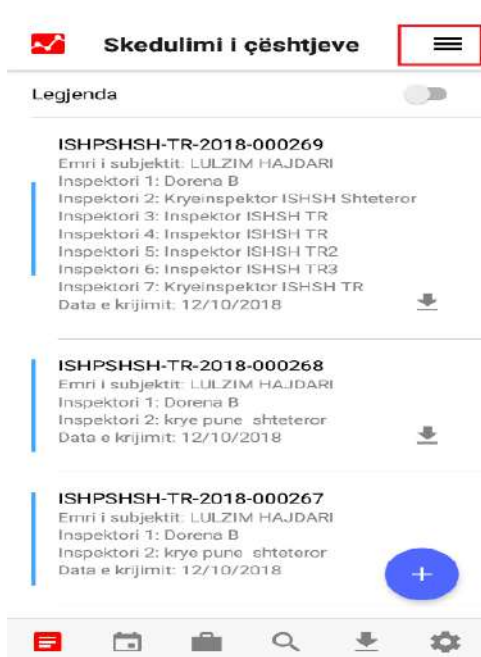 Skedulimi i çështjeve
Legjenda
ISHPSHSH-TR-2018-000269
Emri i subjektit: LULZIM HAJDARI
Inspektori 1: Dorena B
Inspektori 2: Kryeinspektor ISHSH Shteteror
Inspektori 3: Inspektor ISHSH TR
Inspektori 4: Inspektor ISHSH TR
Inspektori 5: Inspektor ISHSH TR2
Inspektori 6: Inspektor ISHSH TR3
Inspektori 7: Kryeinspektor ISHSH TR
Data e krijimit: 12/10/2018
ISHPSHSH-TR-2018-000268
Emri i subjektit: LULZIM HAJDARI
Inspektori 1: Dorena B
Inspektori 2: krye pune shteteror
Data e krijimit: 12/10/2018
ISHPSHSH-TR-2018-000267
Emri i subjektit: LULZIM HAJDARI
Inspektori 1: Dorena B
Inspektori 2: krye pune shteteror
Data e krijimit: 12/10/2018